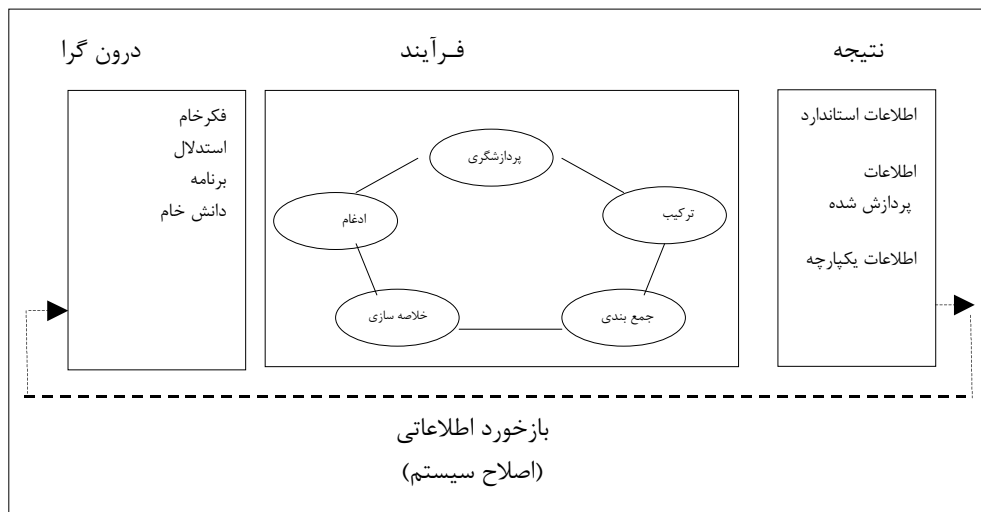 درون گرا
فـرآیند
نتیجه
فکرخام
استدلال
برنامه
دانش خام
پردازشگری
ادغام
ترکیب
خلاصه سازی
جمع بندی
اطلاعات استاندارد
اطلاعات
پردازش شده
اطلاعات یکپارچه
بازخورد اطلاعاتی
(اصلاح سیستم)